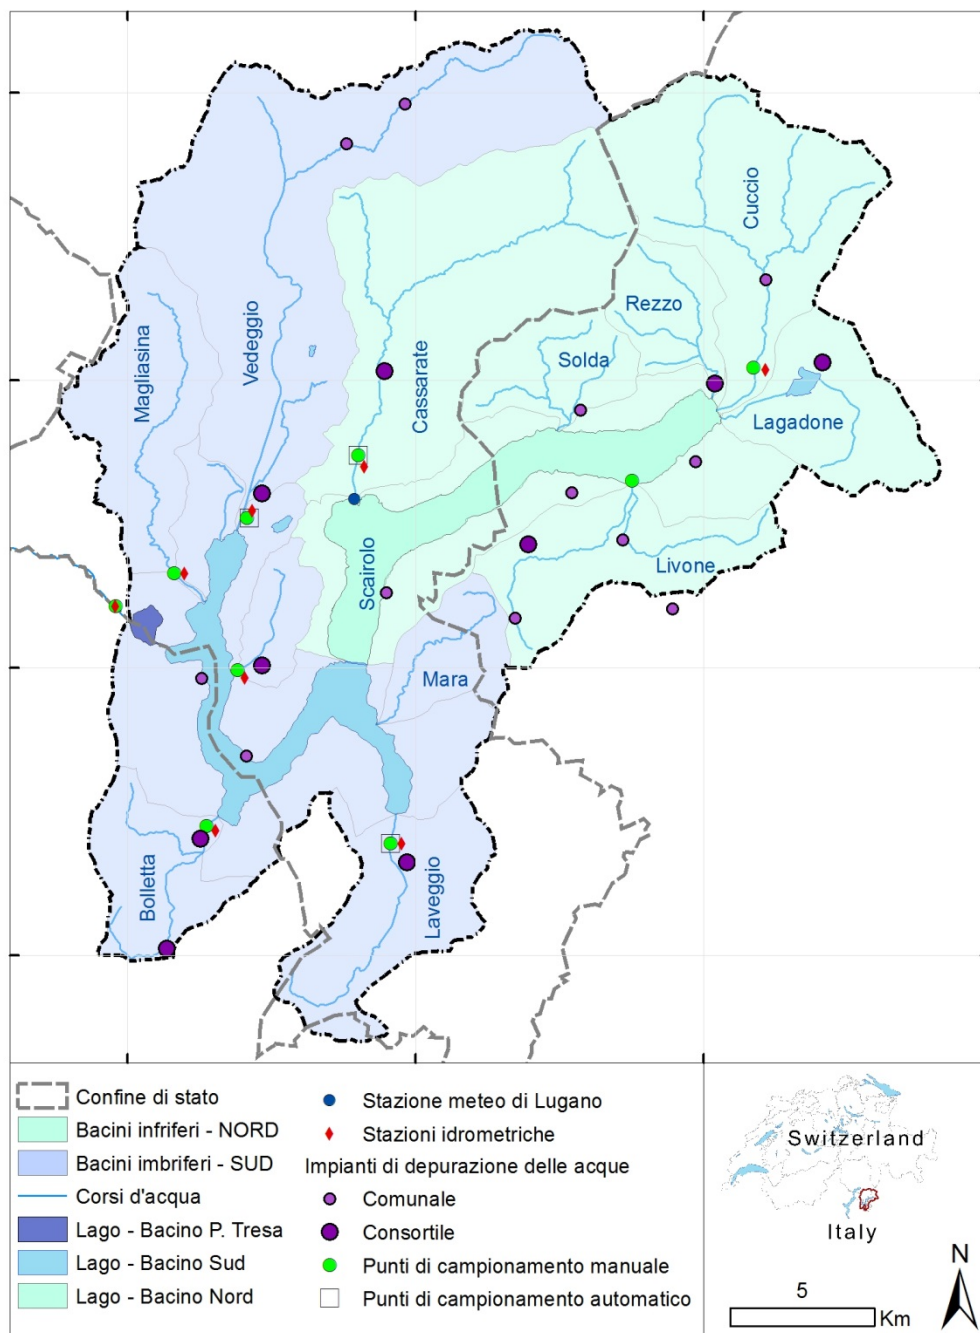 Cuccio
Rezzo
Magliasina
Vedeggio
Cassarate
Solda
Lagadone
Scairolo
Livone
Mara
Bolletta
Laveggio
Confine di stato
Bacini infriferi - NORD
Bacini imbriferi - SUD
Corsi d'acqua
Lago - Bacino P. Tresa
Lago - Bacino Sud
Lago - Bacino Nord
Stazione meteo di Lugano
Stazioni idrometriche
Impianti di depurazione delle acque
Comunale
Consortile
Punti di campionamento manuale
Punti di campionamento automatico
Switzerland
Italy
N
5
Km